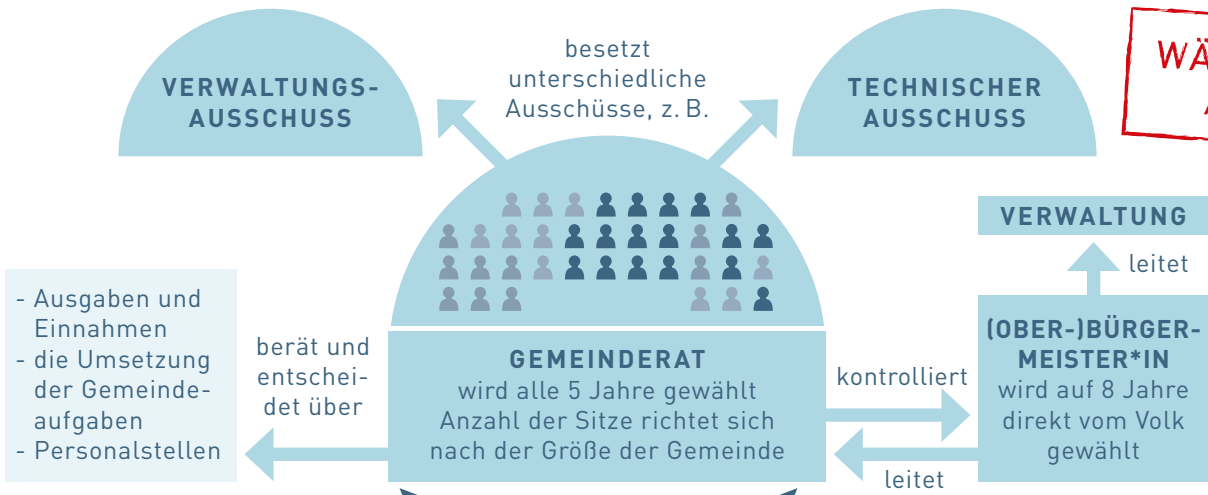 besetzt
unterschiedliche
Ausschüsse, z. B.
VERWALTUNGS-
AUSSCHUSS
TECHNISCHER
AUSSCHUSS
VERWALTUNG
leitet
- Ausgaben und
Einnahmen
- die Umsetzung
der Gemeinde-
aufgaben
- Personalstellen
berät und
entschei-
det über
GEMEINDERAT
wird alle 5 Jahre gewählt
Anzahl der Sitze richtet sich
nach der Größe der Gemeinde
kontrolliert
leitet
(OBER-)BÜRGER-
MEISTER*IN
wird auf 8 Jahre
direkt vom Volk
gewählt